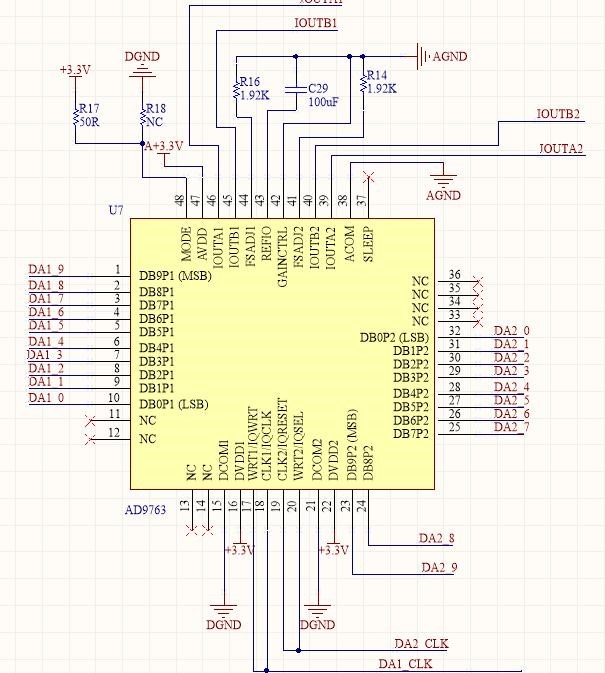 IOUTA1
IOUTB1
DGND
+3.3V
R16
1.92K
C29
100uF
R14
1.92K
AGND
R17
50R
R18
NC
A+3.3V
IOUTB2
IOUTA2
AGND
U7
48
47
46
45
44
43
42
41
40
39
38
37
MODE
AVDD
IOUTA1
IOUTB1
FSADJ1
REFIO
GAINCTRL
FSADJ2
IOUTB2
IOUTA2
ACOM
SLEEP
DA1_9 1 DB9P1 (MSB)
DA1_8 2 DB8P1
DA1_7 3 DB7P1
DA1_6 4 DB6P1
DA1_5 5 DB5P1
DA1_4 6 DB4P1
DA1_3 7 DB3P1
DA1_2 8 DB2P1
DA1_1 9 DB1P1
DA1_0 10 DB0P1 (LSB)
11 NC
12 NC
NC 36
NC 35
NC 34
NC 33
DB0P2 (LSB) 32 DA2_0
DB1P2 31 DA2_1
DB2P2 30 DA2_2
DB3P2 29 DA2_3
DB4P2 28 DA2_4
DB5P2 27 DA2_5
DB6P2 26 DA2_6
DB7P2 25 DA2_7
NC
NC
DCOM1
DVDD1
WRT1/IQWRT
CLK1/IQCLK
CLK2/IQRESET
WRT2/IQSEL
DCOM2
DVDD2
DB9P2 (MSB)
DB8P2
AD9763
13
14
15
16
17
18
19
20
21
22
23
24
+3.3V
+3.3V
DA2_8
DA2_9
DGND
DGND
DA2_CLK
DA1_CLK